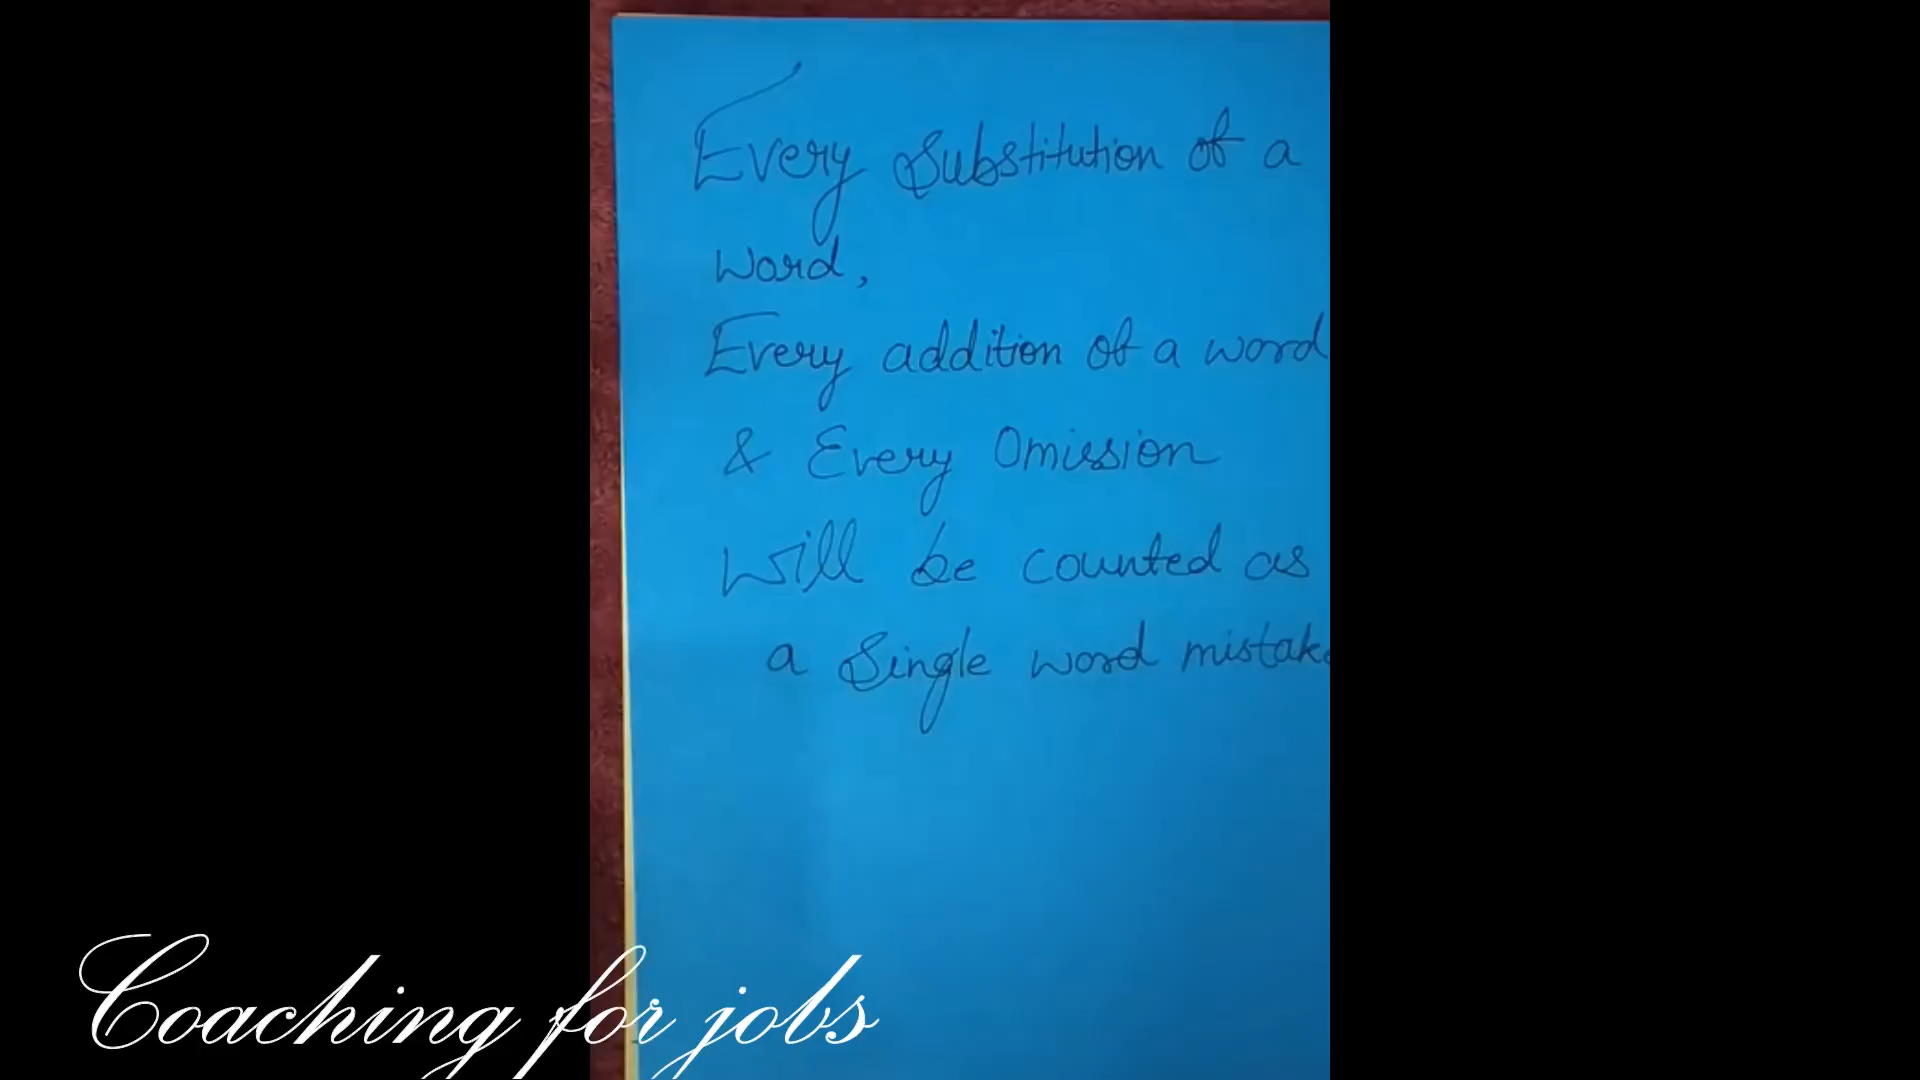 Every Substitution of a
Word,
Every addition of a word
& Every Omission
Will be counted as
a Single word mistake
Coaching for jobs